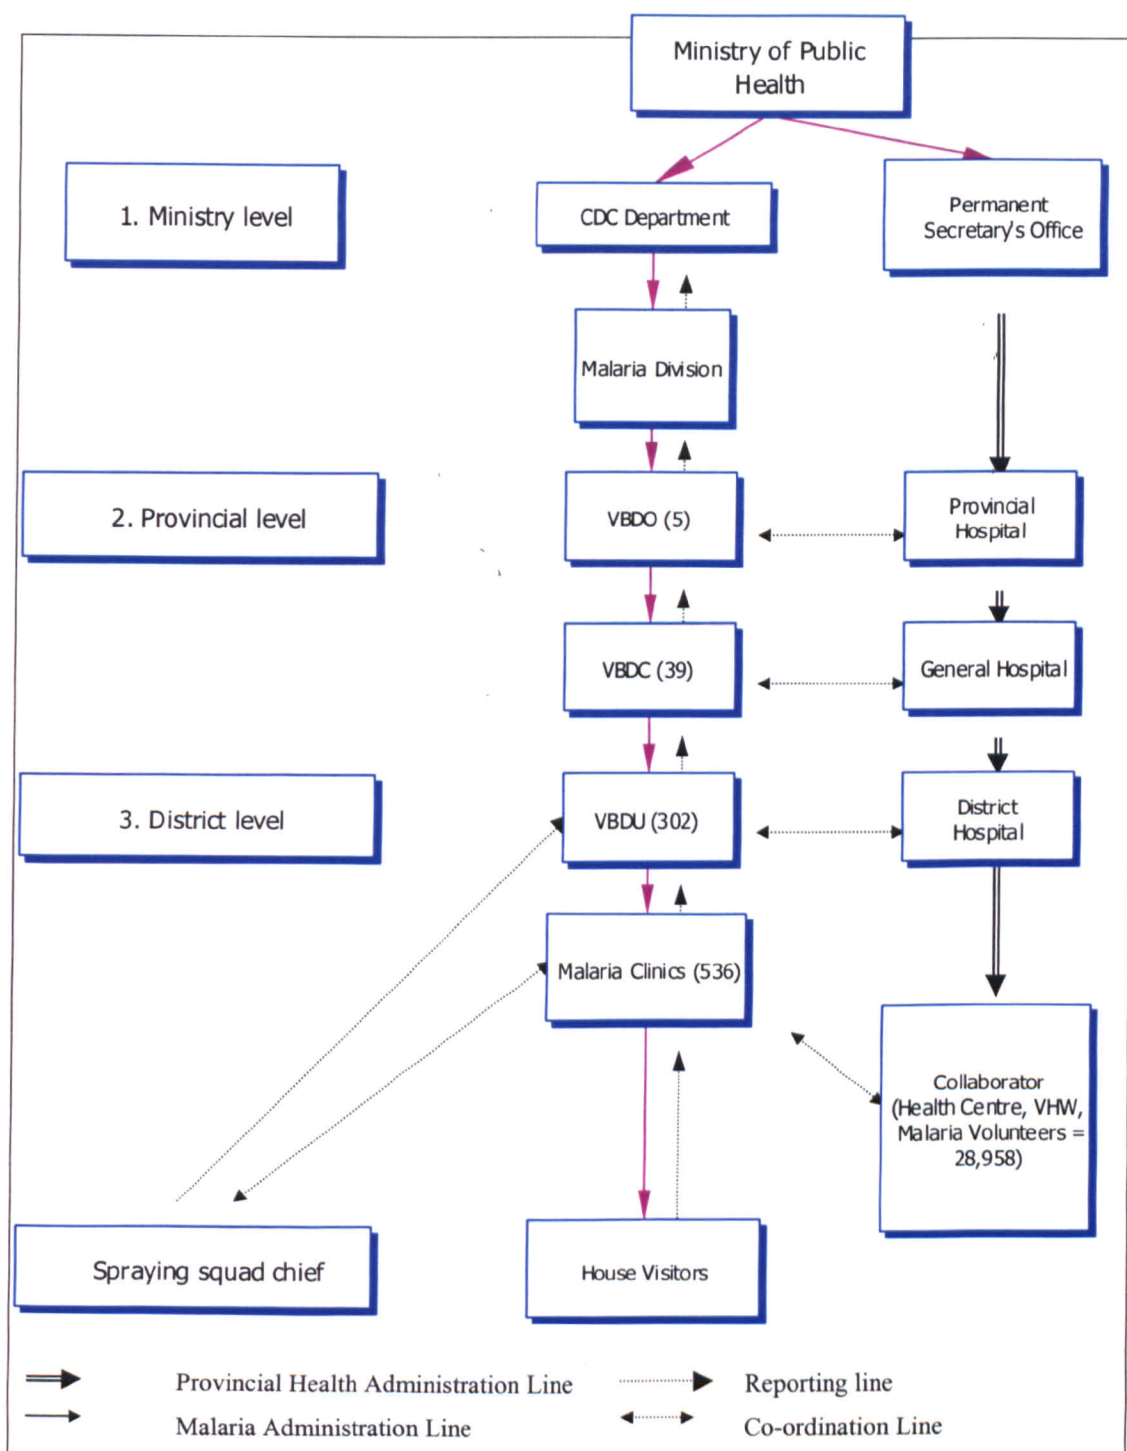 Ministry of Public
Health
1. Ministry level
CDC Department
Permanent
Secretary's Office
Malaria Division
2. Provincial level
VBDO (5)
Provincial
Hospital
VBDC (39)
General Hospital
3. District level
VBDU (302)
District
Hospital
Malaria Clinics (536)
Collaborator
(Health Centre, VHW,
Malaria Volunteers =
28,958)
Spraying squad chief
House Visitors
Provincial Health Administration Line
Reporting line
Malaria Administration Line
Co-ordination Line